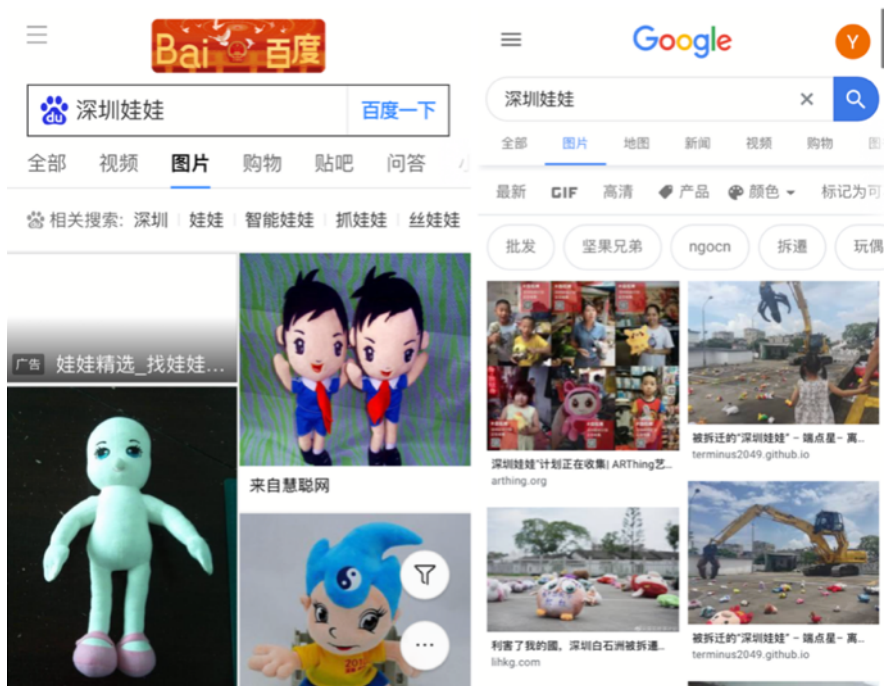 Bai 百度
du 深圳娃娃 百度一下
全部 视频 图片 购物 贴吧 问答
相关搜索: 深圳 娃娃 智能娃娃 抓娃娃 丝娃娃
广告 娃娃精选_找娃娃...
来自慧聪网
Google
Y
深圳娃娃
全部 图片 地图 新闻 视频 购物
最新 GIF 高清 产品 颜色 标记为可
批发 坚果兄弟 ngocn 拆遷 玩偶
深圳娃娃"计划正在收集| ARThing艺...
arthing.org
被拆迁的"深圳娃娃" – 端点星– 离...
terminus2049.github.io
利害了我的國。深圳白石洲被拆遷...
lihkg.com
被拆迁的"深圳娃娃" – 端点星– 离...
terminus2049.github.io